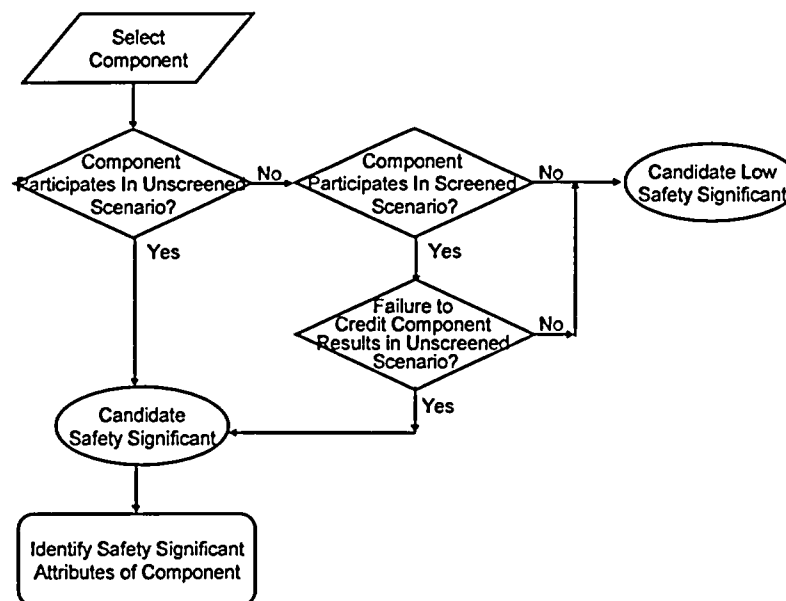 Select
Component
Component
Participates In Unscreened
Scenario?
No
Component
Participates In Screened
Scenario?
No
Candidate Low
Safety Significant
Yes
Yes
Failure to
Credit Component
Results in Unscreened
Scenario?
No
Yes
Candidate
Safety Significant
Identify Safety Significant
Attributes of Component